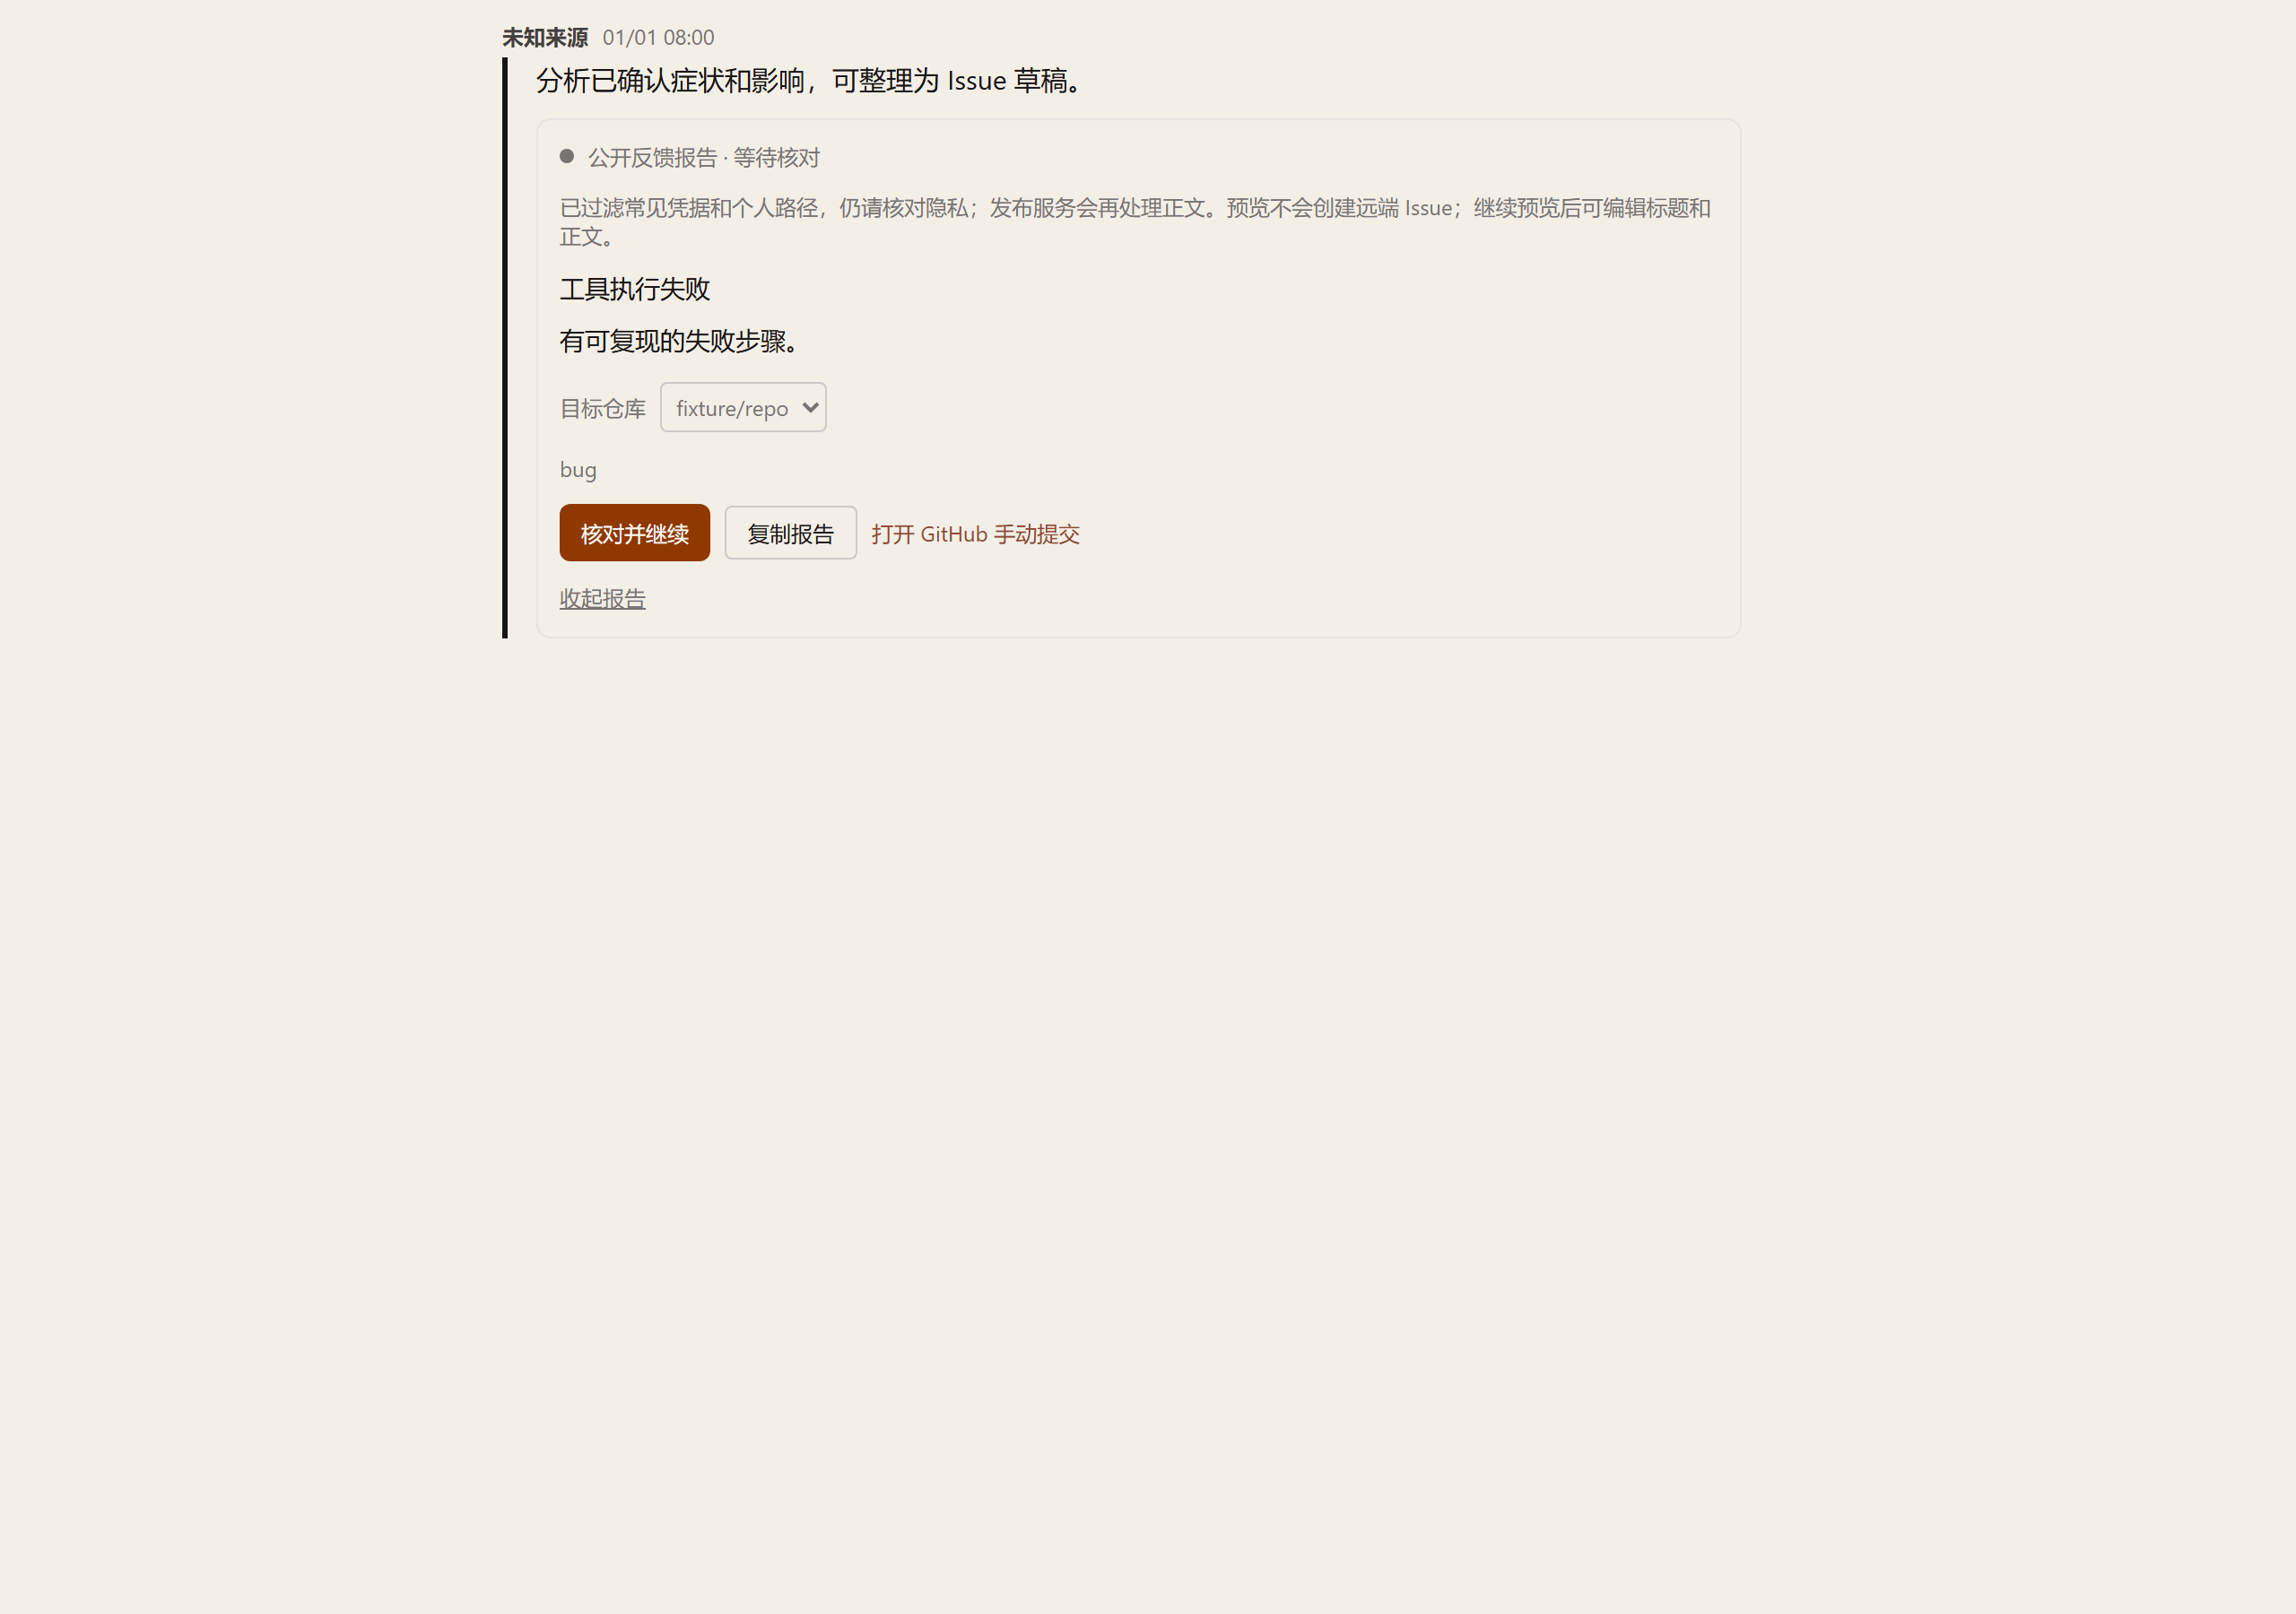 未知来源 01/01 08:00
分析已确认症状和影响，可整理为 Issue 草稿。
公开反馈报告 · 等待核对
已过滤常见凭据和个人路径，仍请核对隐私；发布服务会再处理正文。预览不会创建远端 Issue；继续预览后可编辑标题和
正文。
工具执行失败
有可复现的失败步骤。
目标仓库 fixture/repo
bug
核对并继续 复制报告 打开 GitHub 手动提交
收起报告